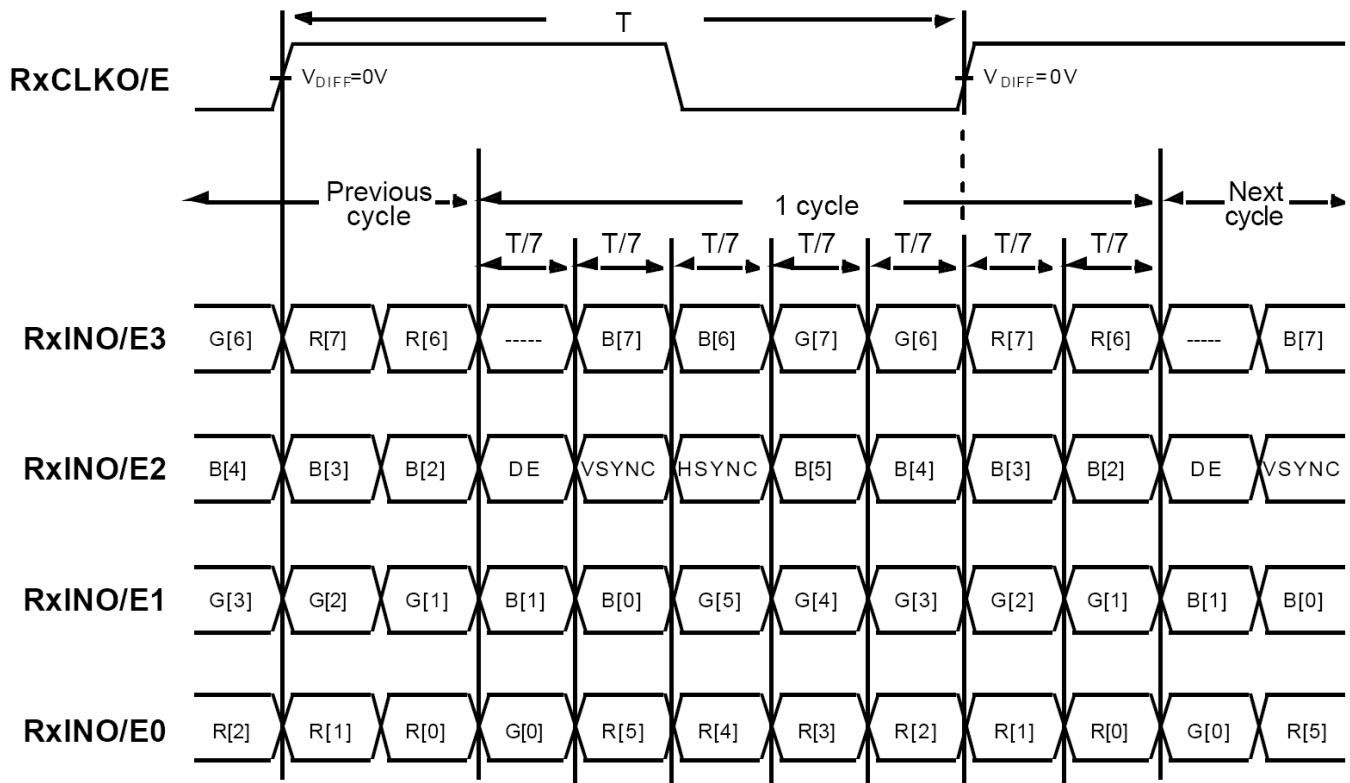 T
RxCLKO/E
V DIFF=0V
V DIFF=0V
Previous cycle
1 cycle
Next cycle
T/7 T/7 T/7 T/7 T/7 T/7 T/7
RxINO/E3 G[6] R[7] R[6] ----- B[7] B[6] G[7] G[6] R[7] R[6] ----- B[7]
RxINO/E2 B[4] B[3] B[2] DE VSYNC HSYNC B[5] B[4] B[3] B[2] DE VSYNC
RxINO/E1 G[3] G[2] G[1] B[1] B[0] G[5] G[4] G[3] G[2] G[1] B[1] B[0]
RxINO/E0 R[2] R[1] R[0] G[0] R[5] R[4] R[3] R[2] R[1] R[0] G[0] R[5]